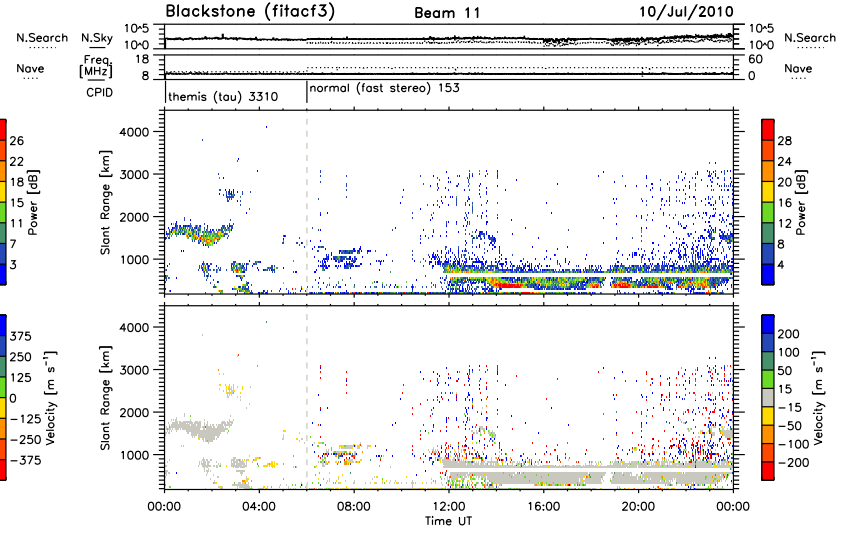 Blackstone (fitacf3) Beam 11 10/Jul/2010
N.Search N.Sky 10^5 10^0 10^5 10^0 N.Search
Nave Freq. [MHz] 18 8 60 0 Nave
CPID themis (tau) 3310 normal (fast stereo) 153
Power [dB] 26 22 18 15 11 7 3
Slant Range [km] 4000 3000 2000 1000
Power [dB] 28 24 20 16 12 8 4
Velocity [m s⁻¹] 375 250 125 0 −125 −250 −375
Slant Range [km] 4000 3000 2000 1000
Velocity [m s⁻¹] 200 100 50 15 −15 −50 −100 −200
00:00 04:00 08:00 12:00 16:00 20:00 00:00
Time UT